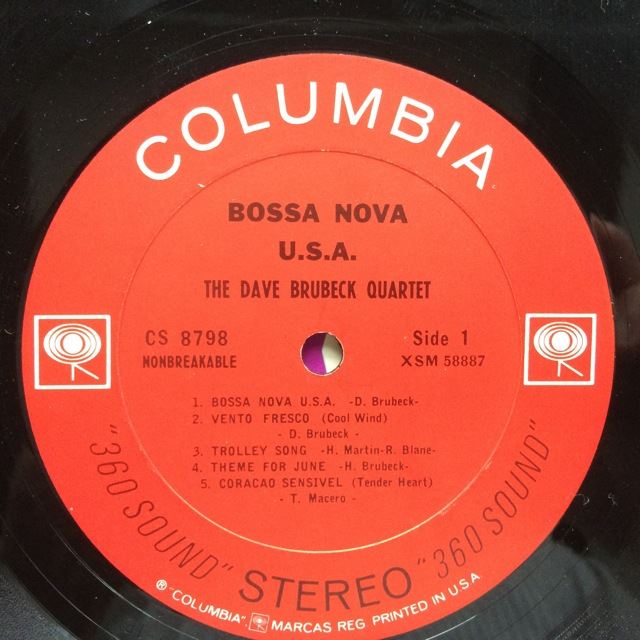 COLUMBIA
BOSSA NOVA
U.S.A.
THE DAVE BRUBECK QUARTET
CS 8798
NONBREAKABLE
Side 1
XSM 58887
1. BOSSA NOVA U.S.A. -D. Brubeck-
2. VENTO FRESCO (Cool Wind)
- D. Brubeck -
3. TROLLEY SONG -H. Martin-R. Blane-
4. THEME FOR JUNE -H. Brubeck-
5. CORACAO SENSIVEL (Tender Heart)
- T. Macero -
"360 SOUND" STEREO "360 SOUND"
® "COLUMBIA", MARCAS REG. PRINTED IN U.S.A.